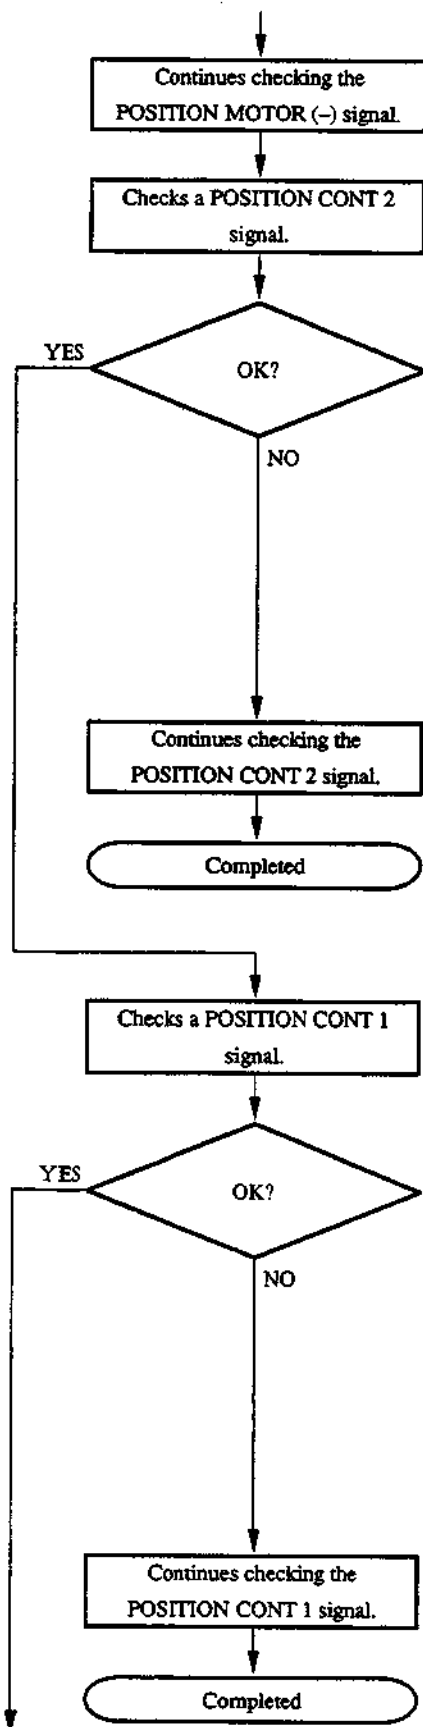 Continues checking the
POSITION MOTOR (–) signal.
Checks a POSITION CONT 2
signal.
YES
OK?
NO
Continues checking the
POSITION CONT 2 signal.
Completed
Checks a POSITION CONT 1
signal.
YES
OK?
NO
Continues checking the
POSITION CONT 1 signal.
Completed